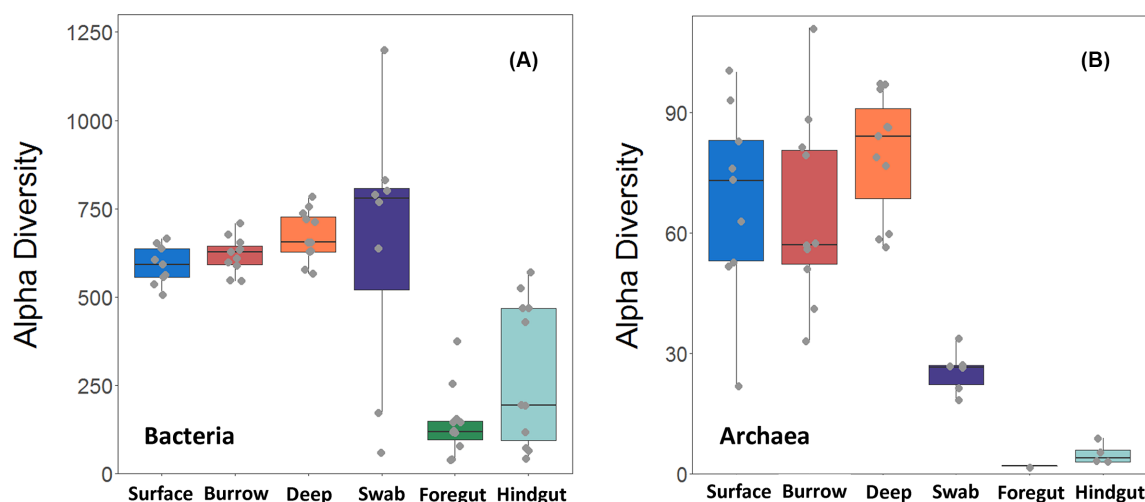 (A)
Alpha Diversity
1250
1000
750
500
250
0
Bacteria
Surface Burrow Deep Swab Foregut Hindgut
(B)
Alpha Diversity
90
60
30
0
Archaea
Surface Burrow Deep Swab Foregut Hindgut